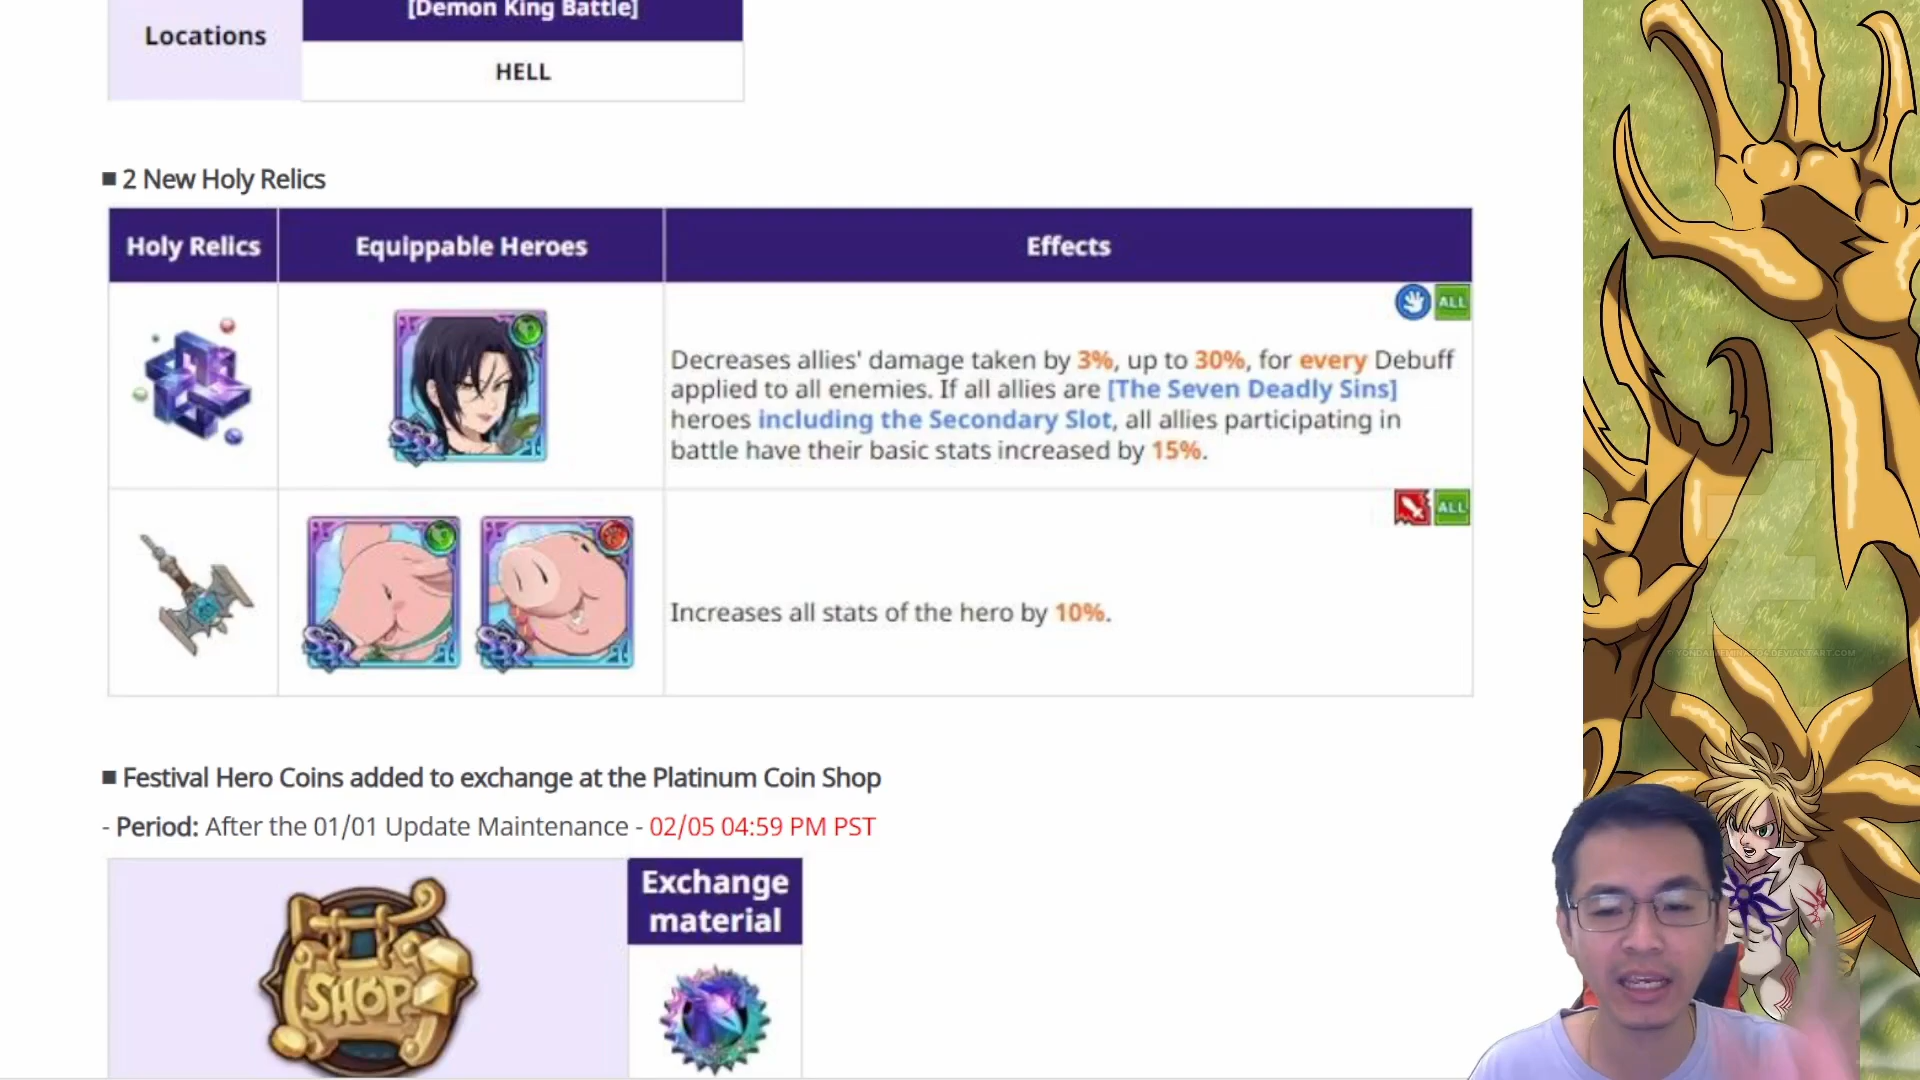 [Demon King Battle]
Locations
HELL
■ 2 New Holy Relics
Holy Relics
Equippable Heroes
Effects
ALL
SSR
Decreases allies' damage taken by 3%, up to 30%, for every Debuff
applied to all enemies. If all allies are [The Seven Deadly Sins]
heroes including the Secondary Slot, all allies participating in
battle have their basic stats increased by 15%.
ALL
SSR
SSR
Increases all stats of the hero by 10%.
■ Festival Hero Coins added to exchange at the Platinum Coin Shop
- Period: After the 01/01 Update Maintenance - 02/05 04:59 PM PST
Exchange
material
SHOP